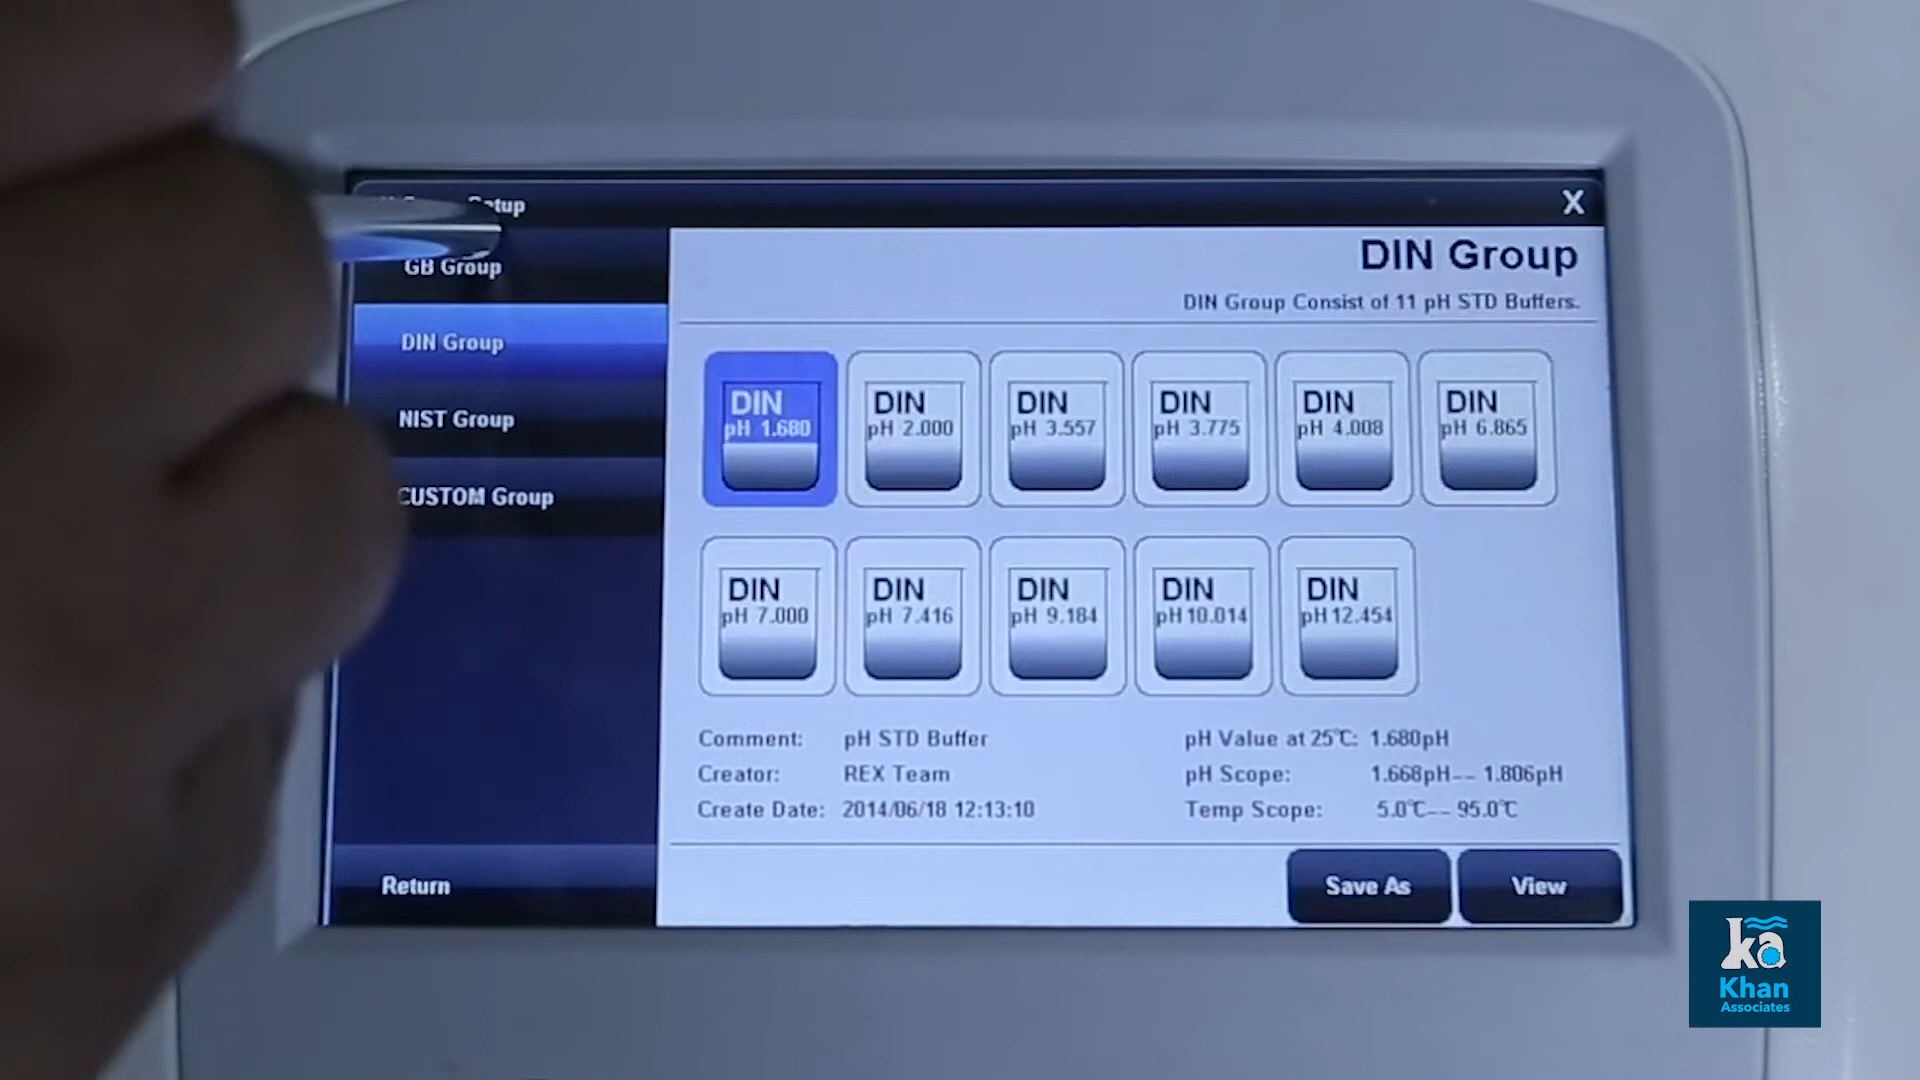 Setup
X
GB Group
DIN Group
NIST Group
CUSTOM Group
Return
DIN Group
DIN Group Consist of 11 pH STD Buffers.
DIN
pH 1.680
DIN
pH 2.000
DIN
pH 3.557
DIN
pH 3.775
DIN
pH 4.008
DIN
pH 6.865
DIN
pH 7.000
DIN
pH 7.416
DIN
pH 9.184
DIN
pH 10.014
DIN
pH 12.454
Comment: pH STD Buffer
pH Value at 25℃: 1.680pH
Creator: REX Team
pH Scope: 1.668pH-- 1.806pH
Create Date: 2014/06/18 12:13:10
Temp Scope: 5.0℃-- 95.0℃
Save As
View
ka
Khan
Associates